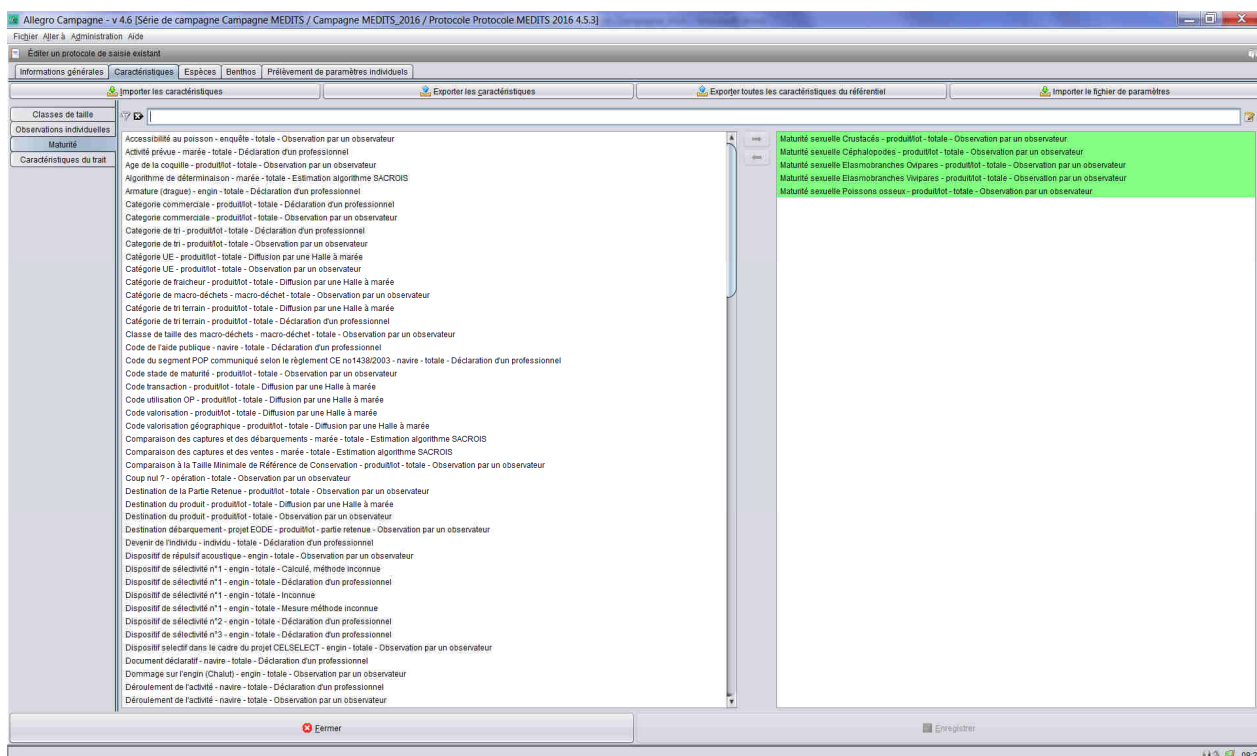 Allegro Campagne - v 4.6 [Série de campagne Campagne MEDITS / Campagne MEDITS_2016 / Protocole Protocole MEDITS 2016 4.5.3]
Fichier Aller à Administration Aide
Éditer un protocole de saisie existant
Informations générales Caractéristiques Espèces Benthos Prélèvement de paramètres individuels
Importer les caractéristiques Exporter les caractéristiques Exporter toutes les caractéristiques du référentiel Importer le fichier de paramètres
Classes de taille
Observations individuelles
Maturité
Caractéristiques du trait
Accessibilité au poisson - enquête - totale - Observation par un observateur
Activité prévue - marée - totale - Déclaration d'un professionnel
Age de la coquille - produit/lot - totale - Observation par un observateur
Algorithme de déterminaison - marée - totale - Estimation algorithme SACROIS
Armature (drague) - engin - totale - Déclaration d'un professionnel
Categorie commerciale - produit/lot - totale - Déclaration d'un professionnel
Categorie commerciale - produit/lot - totale - Observation par un observateur
Categorie de tri - produit/lot - totale - Déclaration d'un professionnel
Categorie de tri - produit/lot - totale - Observation par un observateur
Catégorie UE - produit/lot - totale - Diffusion par une Halle à marée
Catégorie UE - produit/lot - totale - Observation par un observateur
Catégorie de fraicheur - produit/lot - totale - Diffusion par une Halle à marée
Catégorie de macro-déchets - macro-déchet - totale - Observation par un observateur
Catégorie de tri terrain - produit/lot - totale - Diffusion par une Halle à marée
Catégorie de tri terrain - produit/lot - totale - Déclaration d'un professionnel
Classe de taille des macro-déchets - macro-déchet - totale - Observation par un observateur
Code de l'aide publique - navire - totale - Déclaration d'un professionnel
Code du segment POP communiqué selon le règlement CE no1438/2003 - navire - totale - Déclaration d'un professionnel
Code stade de maturité - produit/lot - totale - Observation par un observateur
Code transaction - produit/lot - totale - Diffusion par une Halle à marée
Code utilisation OP - produit/lot - totale - Diffusion par une Halle à marée
Code valorisation - produit/lot - totale - Diffusion par une Halle à marée
Code valorisation géographique - produit/lot - totale - Diffusion par une Halle à marée
Comparaison des captures et des débarquements - marée - totale - Estimation algorithme SACROIS
Comparaison des captures et des ventes - marée - totale - Estimation algorithme SACROIS
Comparaison à la Taille Minimale de Référence de Conservation - produit/lot - totale - Observation par un observateur
Coup nul ? - opération - totale - Observation par un observateur
Destination de la Partie Retenue - produit/lot - totale - Observation par un observateur
Destination du produit - produit/lot - totale - Diffusion par une Halle à marée
Destination du produit - produit/lot - totale - Observation par un observateur
Destination débarquement - projet EODE - produit/lot - partie retenue - Observation par un observateur
Devenir de l'individu - individu - totale - Déclaration d'un professionnel
Dispositif de répulsif acoustique - engin - totale - Observation par un observateur
Dispositif de sélectivité n°1 - engin - totale - Calculé, méthode inconnue
Dispositif de sélectivité n°1 - engin - totale - Déclaration d'un professionnel
Dispositif de sélectivité n°1 - engin - totale - Inconnue
Dispositif de sélectivité n°1 - engin - totale - Mesure méthode inconnue
Dispositif de sélectivité n°2 - engin - totale - Déclaration d'un professionnel
Dispositif de sélectivité n°3 - engin - totale - Déclaration d'un professionnel
Dispositif selectif dans le cadre du projet CELSELECT - engin - totale - Observation par un observateur
Document déclaratif - navire - totale - Déclaration d'un professionnel
Dommage sur l'engin (Chalut) - engin - totale - Observation par un observateur
Déroulement de l'activité - navire - totale - Déclaration d'un professionnel
Déroulement de l'activité - navire - totale - Observation par un observateur
Maturité sexuelle Crustacés - produit/lot - totale - Observation par un observateur
Maturité sexuelle Céphalopodes - produit/lot - totale - Observation par un observateur
Maturité sexuelle Elasmobranches Ovipares - produit/lot - totale - Observation par un observateur
Maturité sexuelle Elasmobranches Vivipares - produit/lot - totale - Observation par un observateur
Maturité sexuelle Poissons osseux - produit/lot - totale - Observation par un observateur
Fermer Enregistrer